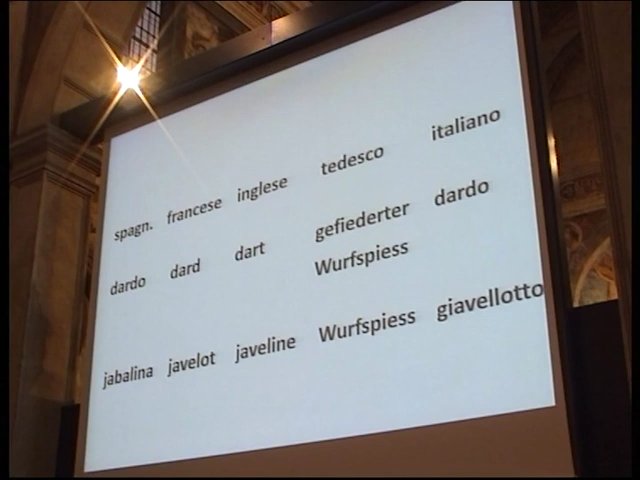 spagn. francese inglese tedesco italiano
dardo dard dart gefiederter dardo
Wurfspiess
jabalina javelot javeline Wurfspiess giavellotto